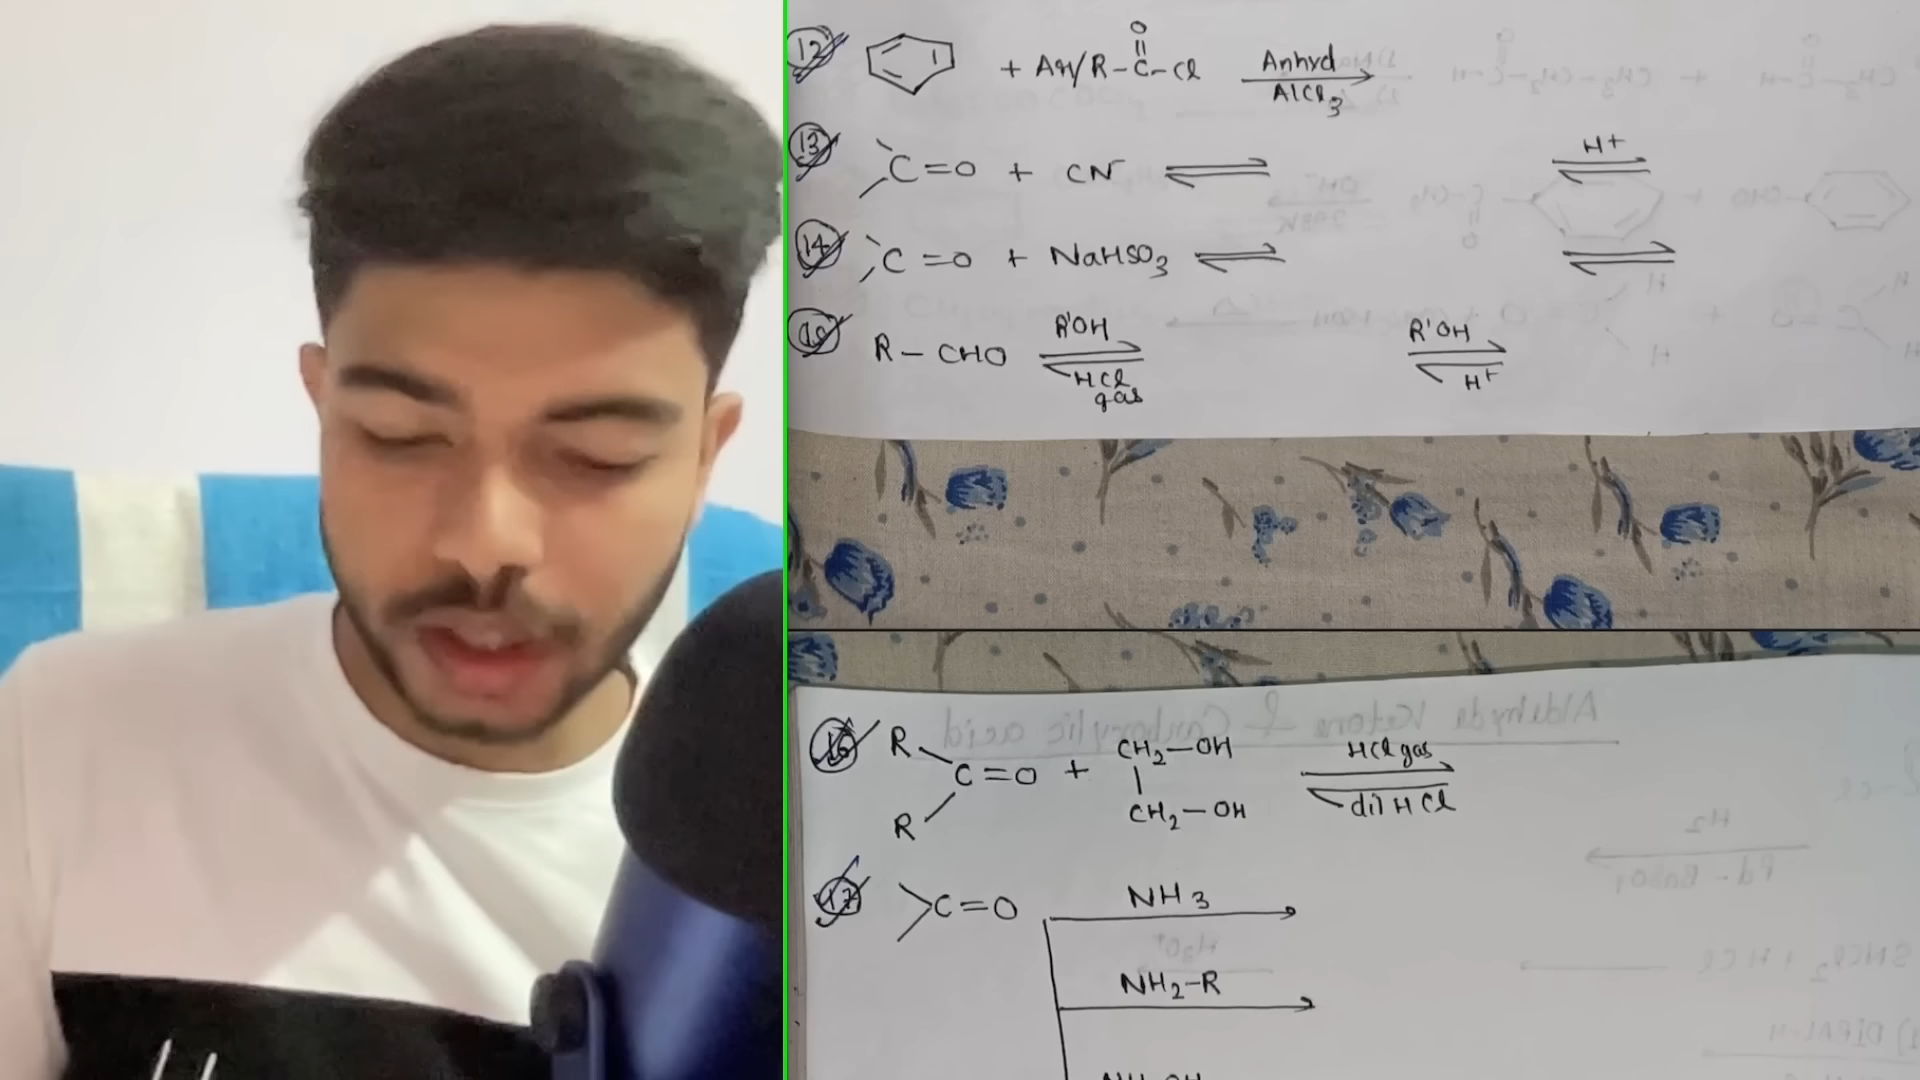 12 + Ar/R-C-Cl Anhyd AlCl3
O
13 C=O + CN- H+
14 C=O + NaHSO3
15 R-CHO R'OH HCl gas R'OH H+
16 R C=O + CH2-OH HCl gas
R CH2-OH dil HCl
17 C=O NH3
NH2-R